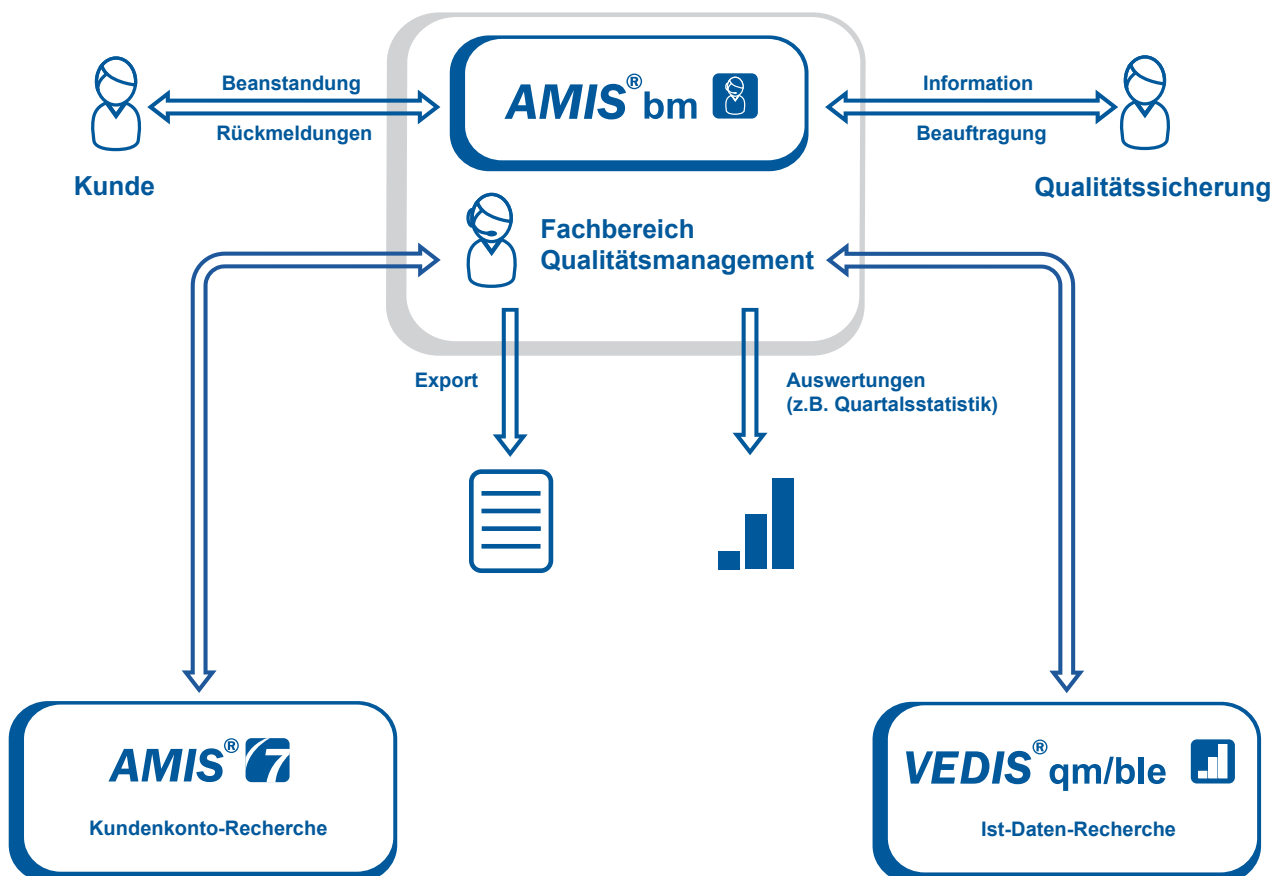 Beanstandung
Rückmeldungen
Kunde
AMIS® bm
Information
Beauftragung
Qualitätssicherung
Fachbereich
Qualitätsmanagement
Export
Auswertungen
(z.B. Quartalsstatistik)
AMIS® 7
Kundenkonto-Recherche
VEDIS® qm/ble
Ist-Daten-Recherche